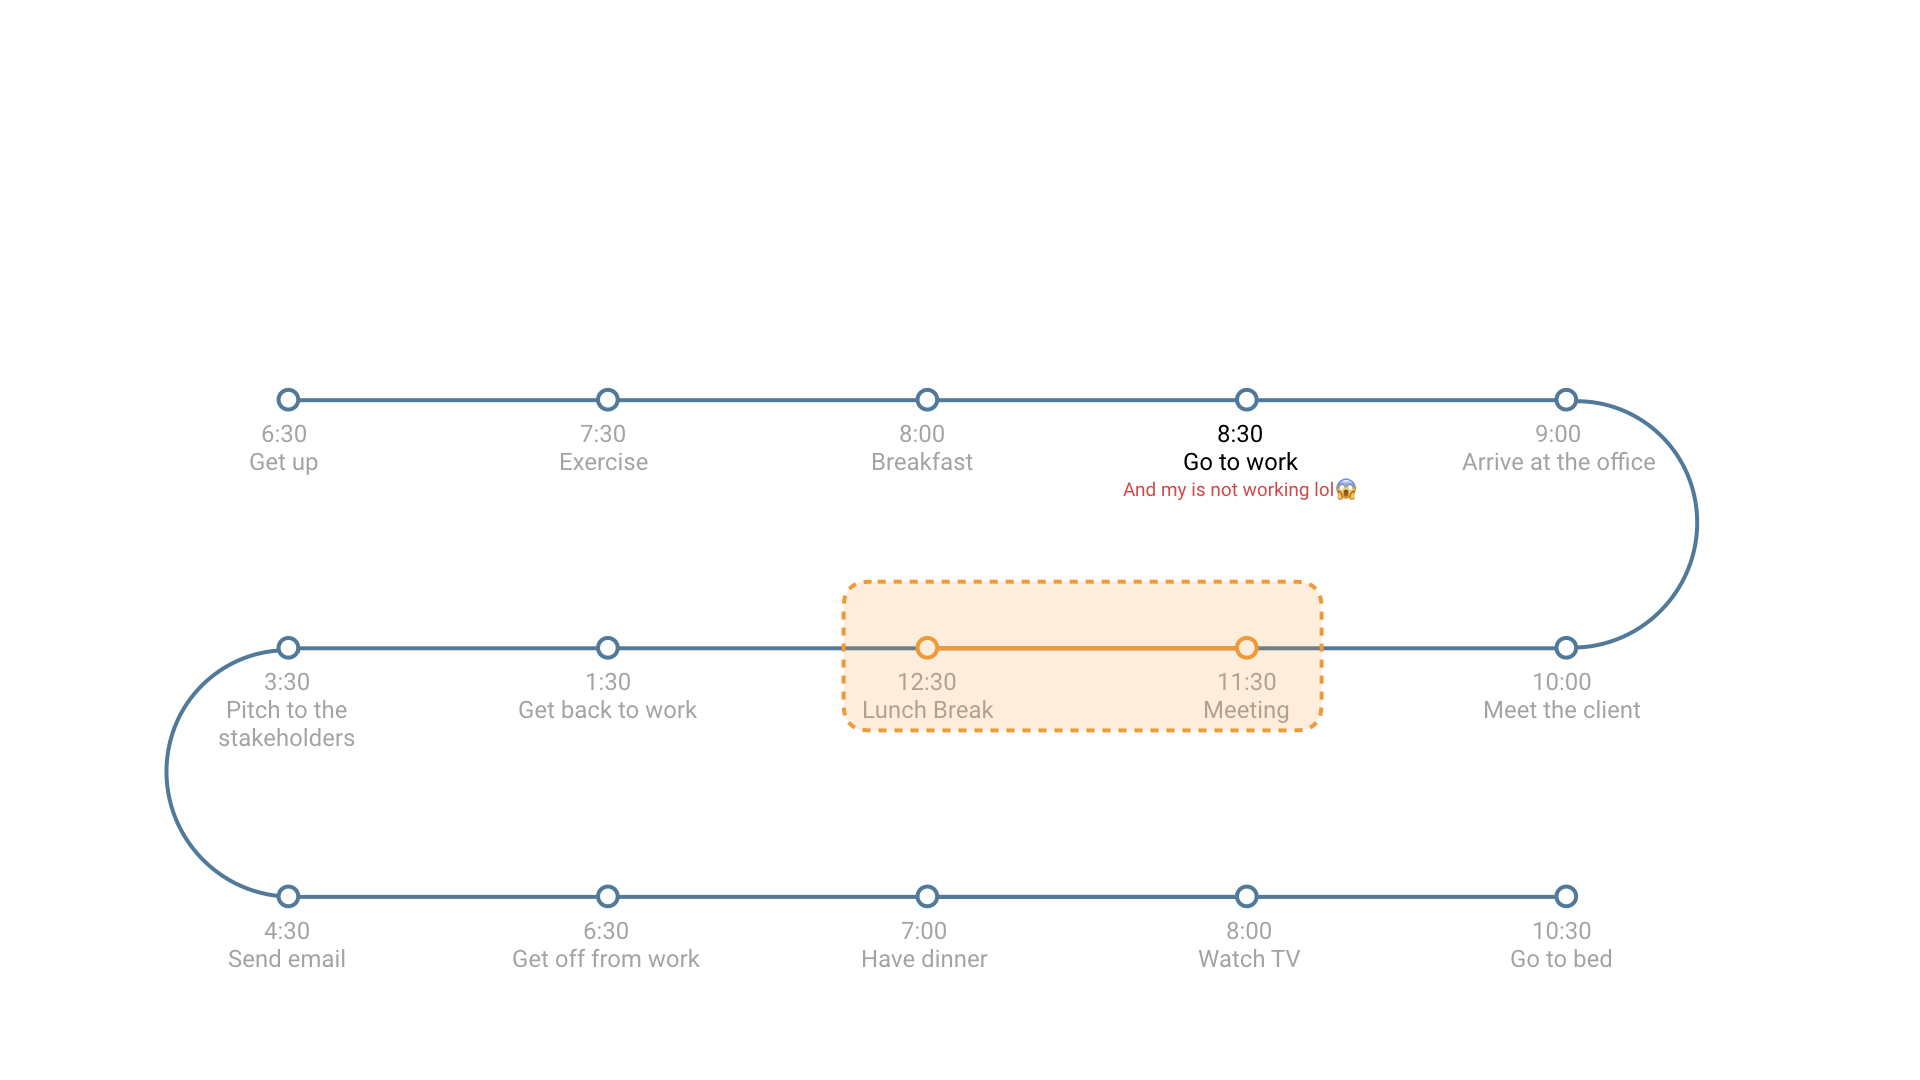 6:30
Get up
7:30
Exercise
8:00
Breakfast
8:30
Go to work
And my is not working lol😱
9:00
Arrive at the office
10:00
Meet the client
11:30
Meeting
12:30
Lunch Break
1:30
Get back to work
3:30
Pitch to the
stakeholders
4:30
Send email
6:30
Get off from work
7:00
Have dinner
8:00
Watch TV
10:30
Go to bed